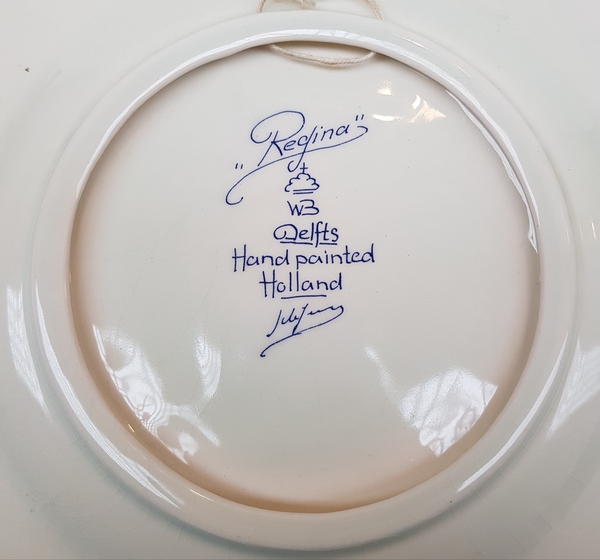 "Regina"
WB
Delfts
Hand painted
Holland